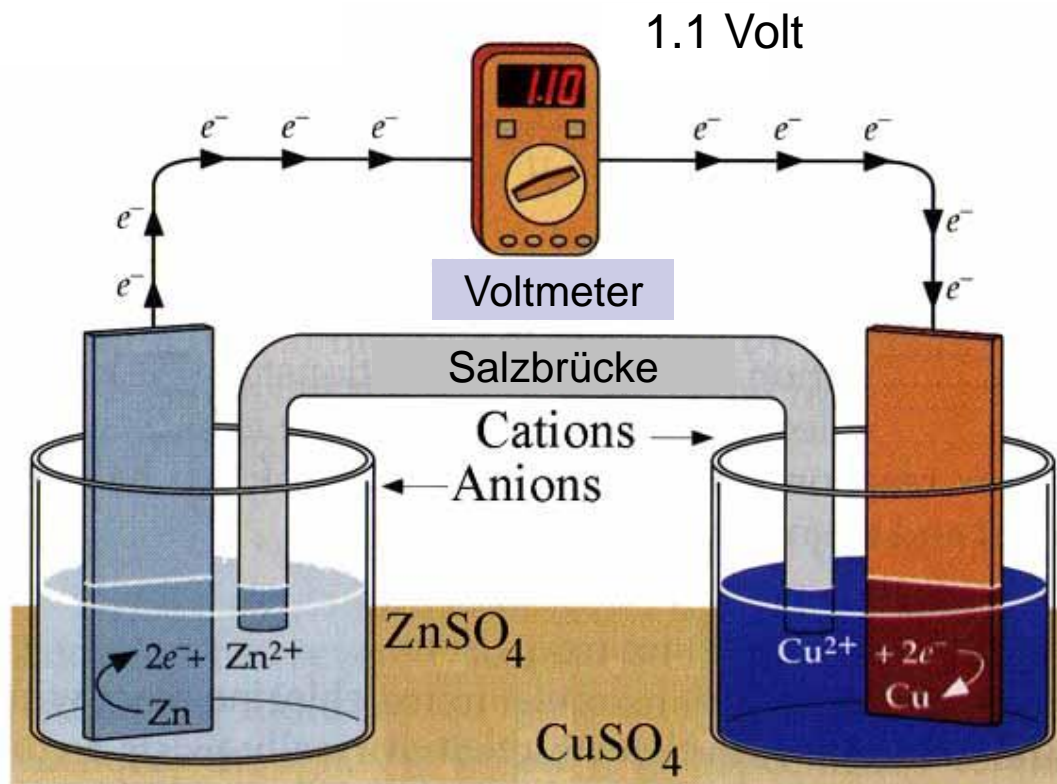 1.1 Volt
1.10
e⁻ e⁻ e⁻ e⁻ e⁻ e⁻
e⁻ e⁻
e⁻ e⁻
Voltmeter
Salzbrücke
Cations
Anions
ZnSO₄
2e⁻+ Zn²⁺
Zn
Cu²⁺ + 2e⁻
Cu
CuSO₄